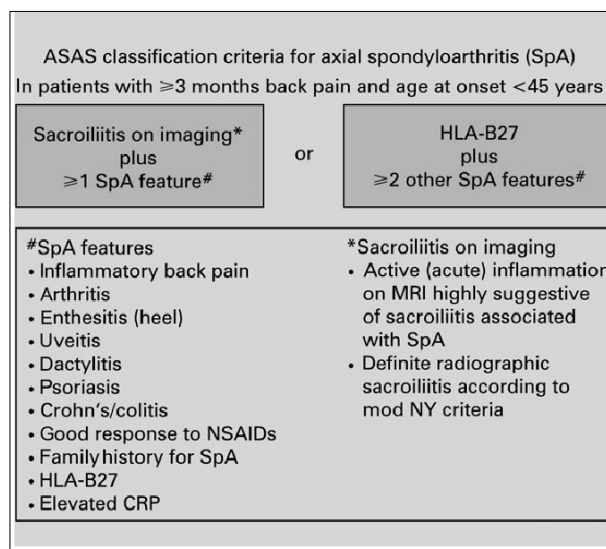 ASAS classification criteria for axial spondyloarthritis (SpA)
In patients with ≥3 months back pain and age at onset <45 years
Sacroiliitis on imaging*
plus
≥1 SpA feature#
or
HLA-B27
plus
≥2 other SpA features#
#SpA features
• Inflammatory back pain
• Arthritis
• Enthesitis (heel)
• Uveitis
• Dactylitis
• Psoriasis
• Crohn's/colitis
• Good response to NSAIDs
• Family history for SpA
• HLA-B27
• Elevated CRP
*Sacroiliitis on imaging
• Active (acute) inflammation
on MRI highly suggestive
of sacroiliitis associated
with SpA
• Definite radiographic
sacroiliitis according to
mod NY criteria